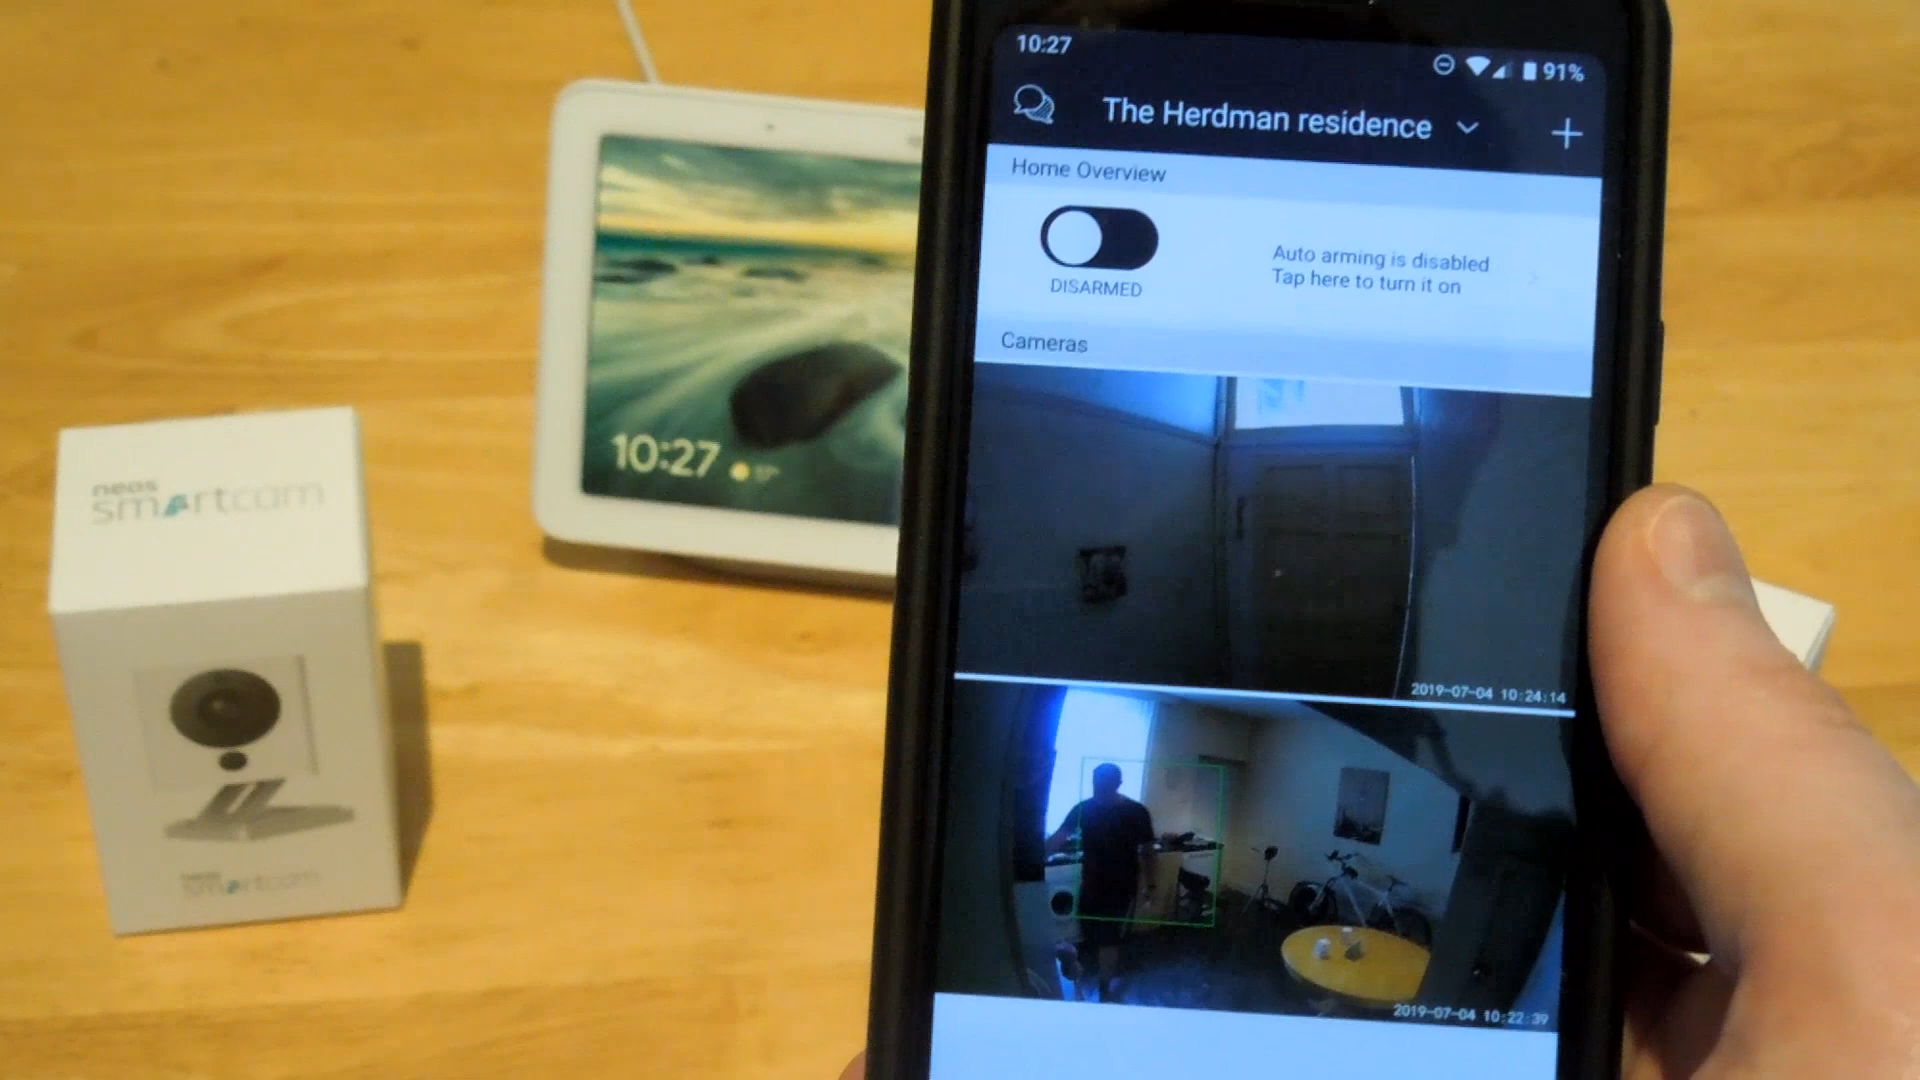 10:27
91%
The Herdman residence
Home Overview
DISARMED
Auto arming is disabled
Tap here to turn it on
Cameras
2019-07-04 10:24:14
2019-07-04 10:22:39
10:27
neos
smartcam
smartcam